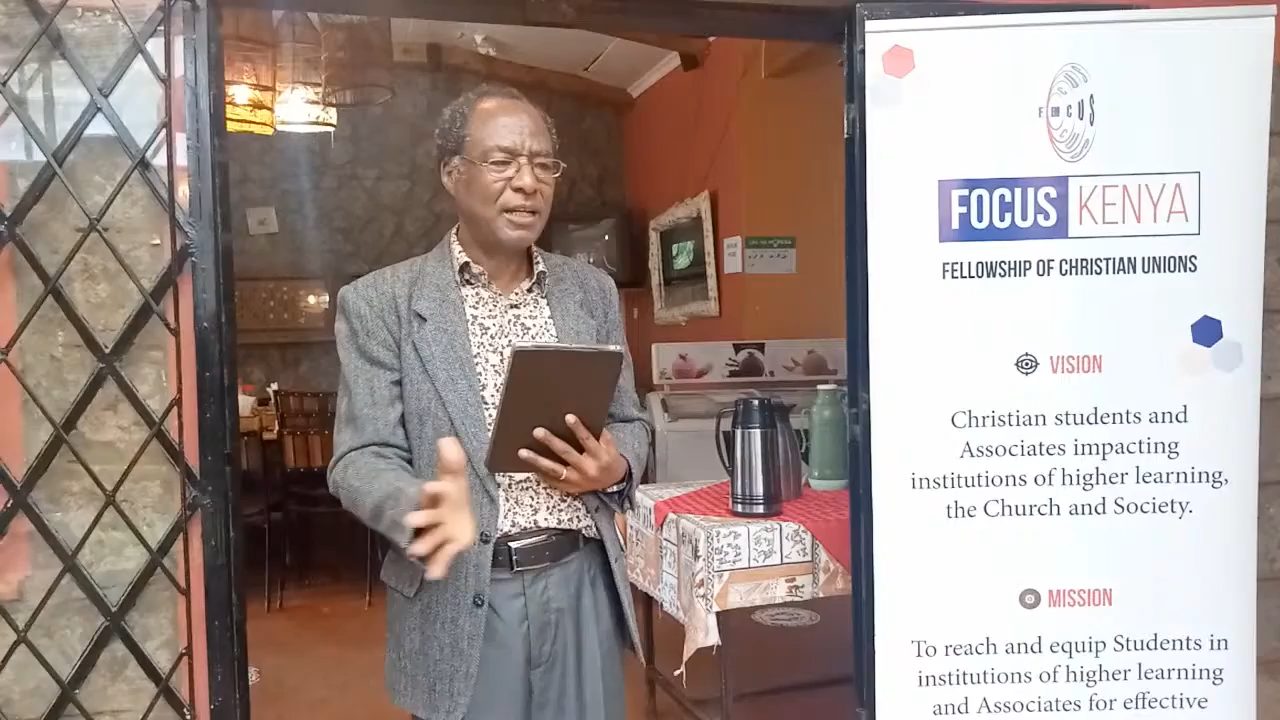 FOCUS
FOCUS KENYA
FELLOWSHIP OF CHRISTIAN UNIONS
VISION
Christian students and
Associates impacting
institutions of higher learning,
the Church and Society.
MISSION
To reach and equip Students in
institutions of higher learning
and Associates for effective